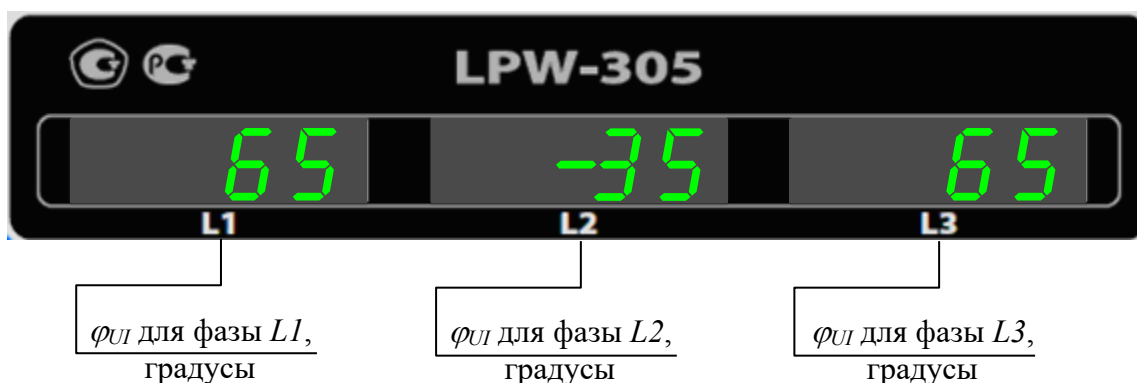 LPW-305
65 -35 65
L1 L2 L3
φUI для фазы L1, φUI для фазы L2, φUI для фазы L3,
градусы градусы градусы